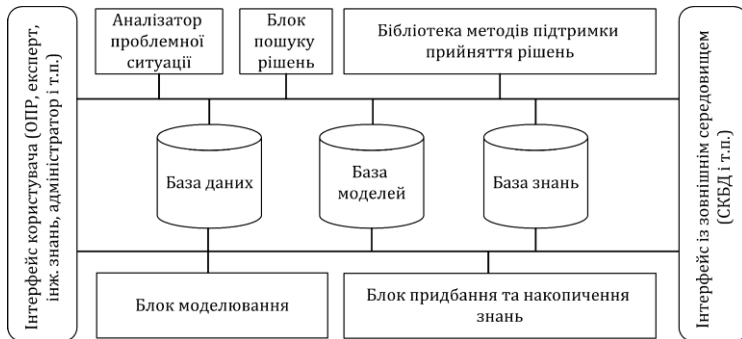 Інтерфейс користувача (ОПР, експерт,
інж. знань, адміністратор і т.п.)
Аналізатор
проблемної
ситуації
Блок
пошуку
рішень
Бібліотека методів підтримки
прийняття рішень
База даних
База
моделей
База знань
Блок моделювання
Блок придбання та накопичення
знань
Інтерфейс із зовнішнім середовищем
(СКБД і т.п.)